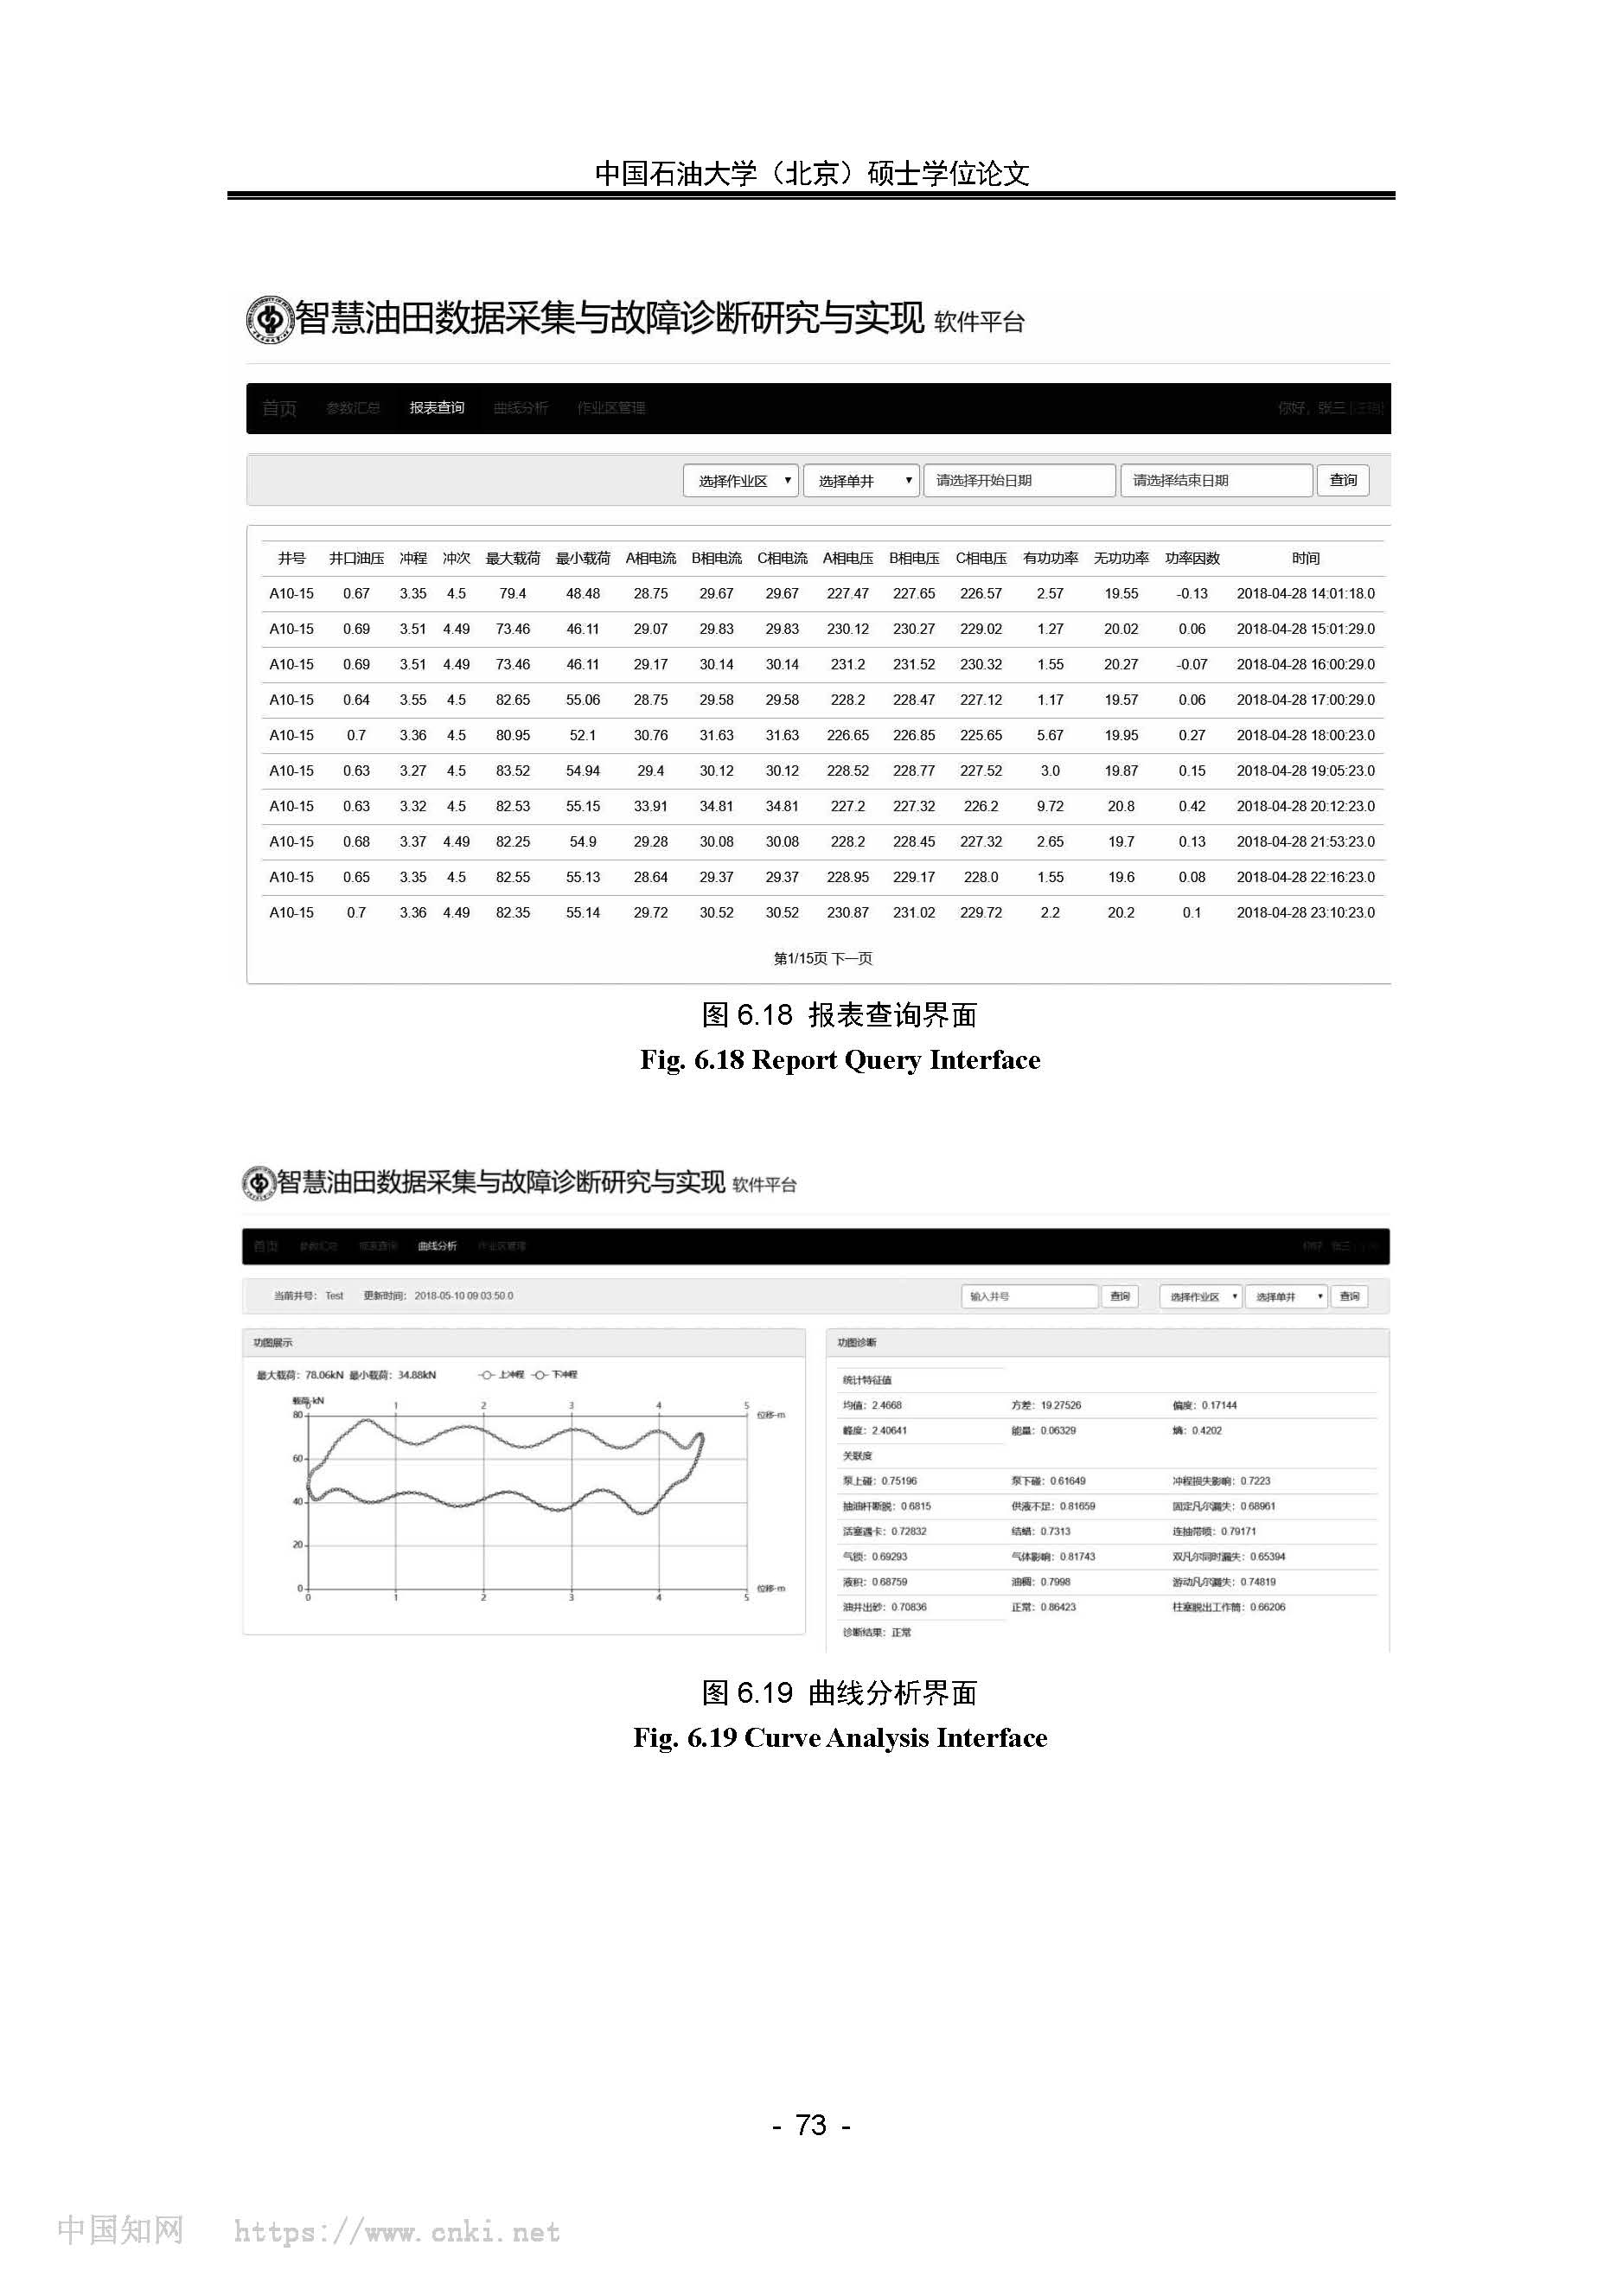 中国石油大学（北京）硕士学位论文
智慧油田数据采集与故障诊断研究与实现 软件平台
首页 参数汇总 报表查询 曲线分析 作业区管理 你好，张三
选择作业区 选择单井 请选择开始日期 请选择结束日期 查询
井号 井口油压 冲程 冲次 最大载荷 最小载荷 A相电流 B相电流 C相电流 A相电压 B相电压 C相电压 有功功率 无功功率 功率因数 时间
A10-15 0.67 3.35 4.5 79.4 48.48 28.75 29.67 29.67 227.47 227.65 226.57 2.57 19.55 -0.13 2018-04-28 14:01:18.0
A10-15 0.69 3.51 4.49 73.46 46.11 29.07 29.83 29.83 230.12 230.27 229.02 1.27 20.02 0.06 2018-04-28 15:01:29.0
A10-15 0.69 3.51 4.49 73.46 46.11 29.17 30.14 30.14 231.2 231.52 230.32 1.55 20.27 -0.07 2018-04-28 16:00:29.0
A10-15 0.64 3.55 4.5 82.65 55.06 28.75 29.58 29.58 228.2 228.47 227.12 1.17 19.57 0.06 2018-04-28 17:00:29.0
A10-15 0.7 3.36 4.5 80.95 52.1 30.76 31.63 31.63 226.65 226.85 225.65 5.67 19.95 0.27 2018-04-28 18:00:23.0
A10-15 0.63 3.27 4.5 83.52 54.94 29.4 30.12 30.12 228.52 228.77 227.52 3.0 19.87 0.15 2018-04-28 19:05:23.0
A10-15 0.63 3.32 4.5 82.53 55.15 33.91 34.81 34.81 227.2 227.32 226.2 9.72 20.8 0.42 2018-04-28 20:12:23.0
A10-15 0.68 3.37 4.49 82.25 54.9 29.28 30.08 30.08 228.2 228.45 227.32 2.65 19.7 0.13 2018-04-28 21:53:23.0
A10-15 0.65 3.35 4.5 82.55 55.13 28.64 29.37 29.37 228.95 229.17 228.0 1.55 19.6 0.08 2018-04-28 22:16:23.0
A10-15 0.7 3.36 4.49 82.35 55.14 29.72 30.52 30.52 230.87 231.02 229.72 2.2 20.2 0.1 2018-04-28 23:10:23.0
第1/15页 下一页
图 6.18 报表查询界面
Fig. 6.18 Report Query Interface
智慧油田数据采集与故障诊断研究与实现 软件平台
首页 参数汇总 报表查询 曲线分析 作业区管理 你好，张三
当前井号： Test 更新时间： 2018-05-10 09:03:50.0 输入井号 查询 选择作业区 选择单井 查询
功图展示
最大载荷：78.06kN 最小载荷：34.88kN 上冲程 下冲程
载荷-kN
0 1 2 3 4 5 位移-m
80
60
40
20
0 位移-m
0 1 2 3 4 5
功图诊断
统计特征值
均值：2.4668 方差：19.27526 偏度：0.17144
峰度：2.40641 能量：0.06329 熵：0.4202
关联度
泵上碰：0.75196 泵下碰：0.61649 冲程损失影响：0.7223
抽油杆断脱：0.6815 供液不足：0.81659 固定凡尔漏失：0.68961
活塞遇卡：0.72832 结蜡：0.7313 连抽带喷：0.79171
气锁：0.69293 气体影响：0.81743 双凡尔同时漏失：0.65394
液积：0.68759 油稠：0.7998 游动凡尔漏失：0.74819
油井出砂：0.70836 正常：0.86423 柱塞脱出工作筒：0.66206
诊断结果：正常
图 6.19 曲线分析界面
Fig. 6.19 Curve Analysis Interface
- 73 -
中国知网 https://www.cnki.net